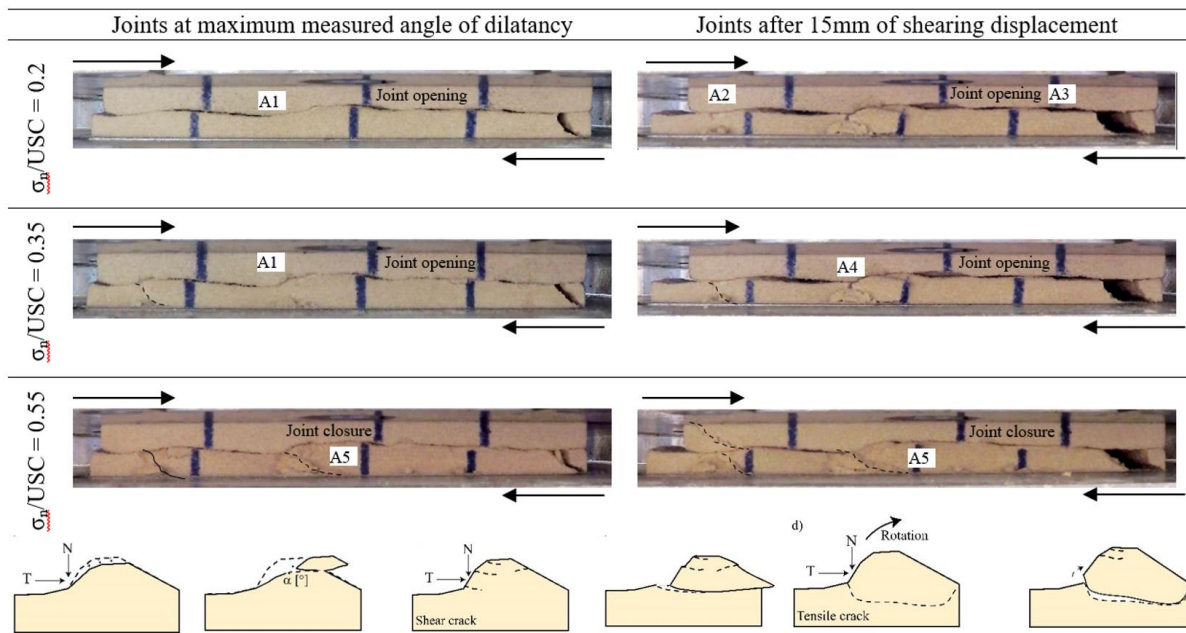 Joints at maximum measured angle of dilatancy
Joints after 15mm of shearing displacement
σn/USC = 0.2
A1
Joint opening
A2
Joint opening
A3
σn/USC = 0.35
A1
Joint opening
A4
Joint opening
σn/USC = 0.55
Joint closure
A5
Joint closure
A5
N
T
α [°]
N
T
Shear crack
d)
N
Rotation
T
Tensile crack